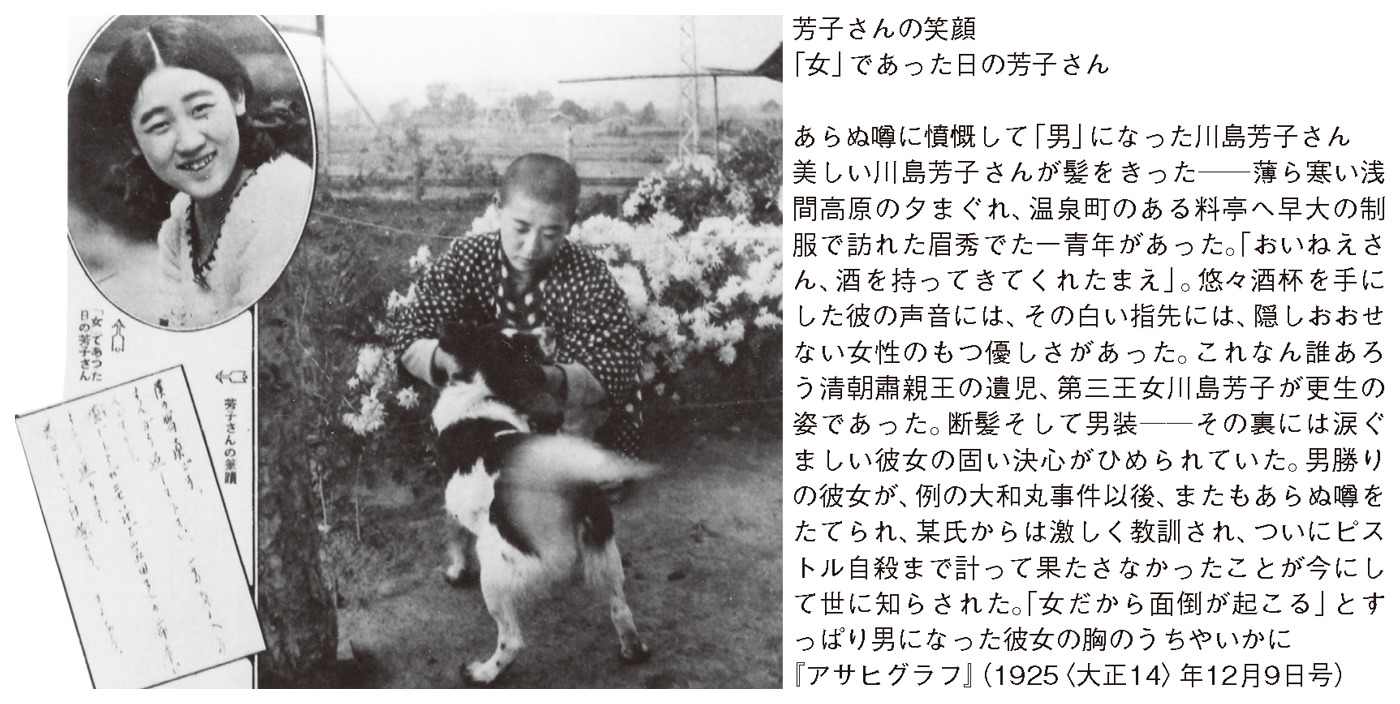 芳子さんの笑顔
「女」であった日の芳子さん
あらぬ噂に憤慨して「男」になった川島芳子さん
美しい川島芳子さんが髪をきった――薄ら寒い浅
間高原の夕まぐれ、温泉町のある料亭へ早大の制
服で訪れた眉秀でた一青年があった。「おいねえさ
ん、酒を持ってきてくれたまえ」。悠々酒杯を手に
した彼の声音には、その白い指先には、隠しおおせ
ない女性のもつ優しさがあった。これなん誰あろ
う清朝粛親王の遺児、第三王女川島芳子が更生の
姿であった。断髪そして男装――その裏には涙ぐ
ましい彼女の固い決心がひめられていた。男勝り
の彼女が、例の大和丸事件以後、またもあらぬ噂を
たてられ、某氏からは激しく教訓され、ついにピス
トル自殺まで計って果たさなかったことが今にし
て世に知らされた。「女だから面倒が起こる」とす
っぱり男になった彼女の胸のうちやいかに
『アサヒグラフ』（1925〈大正14〉年12月9日号）
「女」であつた
日の芳子さん
芳子さんの筆蹟